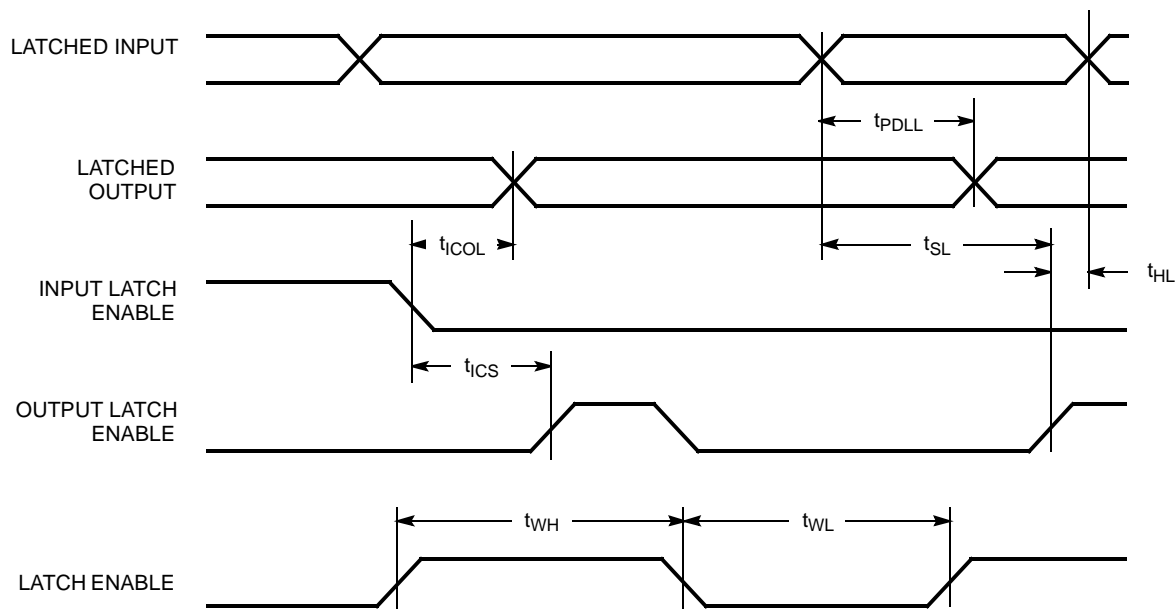 LATCHED INPUT
tPDLL
LATCHED
OUTPUT
tICOL
tSL
tHL
INPUT LATCH
ENABLE
tICS
OUTPUT LATCH
ENABLE
tWH
tWL
LATCH ENABLE